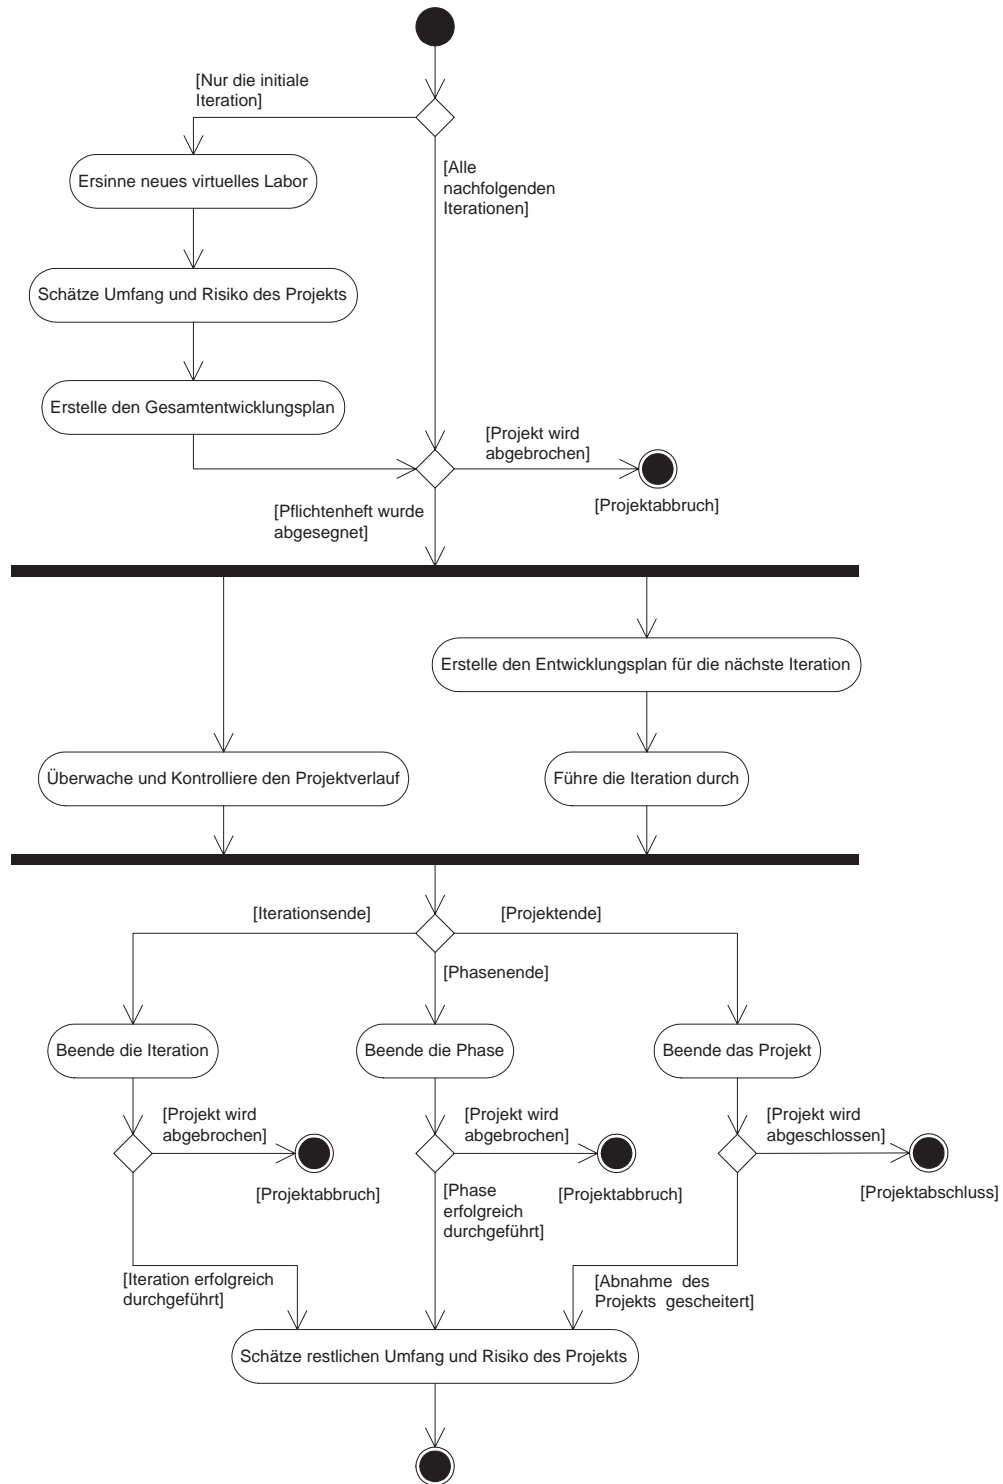 [Nur die initiale
Iteration]
[Alle
nachfolgenden
Iterationen]
Ersinne neues virtuelles Labor
Schätze Umfang und Risiko des Projekts
Erstelle den Gesamtentwicklungsplan
[Projekt wird
abgebrochen]
[Projektabbruch]
[Pflichtenheft wurde
abgesegnet]
Erstelle den Entwicklungsplan für die nächste Iteration
Überwache und Kontrolliere den Projektverlauf
Führe die Iteration durch
[Iterationsende]
[Projektende]
[Phasenende]
Beende die Iteration
Beende die Phase
Beende das Projekt
[Projekt wird
abgebrochen]
[Projekt wird
abgebrochen]
[Projekt wird
abgeschlossen]
[Projektabbruch]
[Phase
erfolgreich
durchgeführt]
[Projektabbruch]
[Projektabschluss]
[Iteration erfolgreich
durchgeführt]
[Abnahme des
Projekts gescheitert]
Schätze restlichen Umfang und Risiko des Projekts